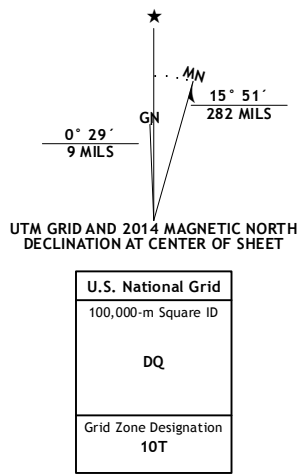 ★
MN
GN
15° 51´
282 MILS
0° 29´
9 MILS
UTM GRID AND 2014 MAGNETIC NORTH
DECLINATION AT CENTER OF SHEET
U.S. National Grid
100,000-m Square ID
DQ
Grid Zone Designation
10T